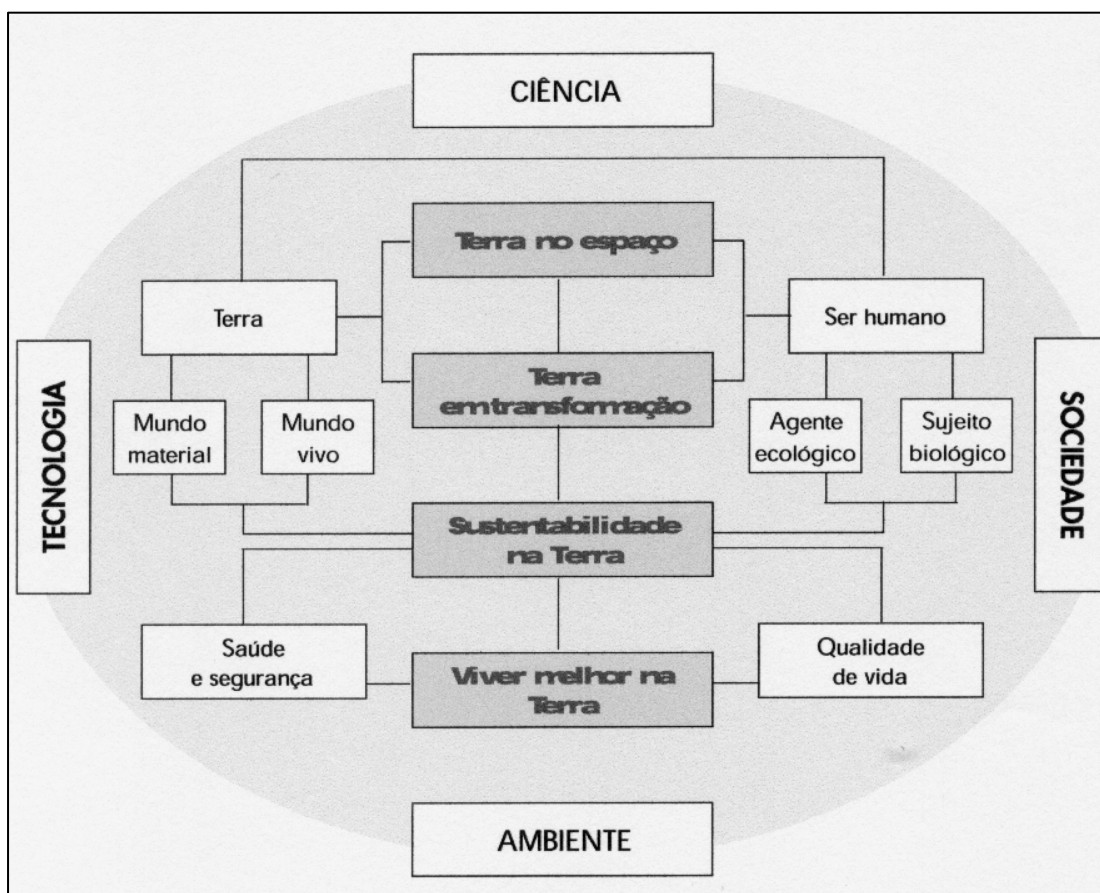 CIÊNCIA
Terra no espaço
Terra
Ser humano
Terra
em transformação
TECNOLOGIA
SOCIEDADE
Mundo
material
Mundo
vivo
Agente
ecológico
Sujeito
biológico
Sustentabilidade
na Terra
Saúde
e segurança
Viver melhor na
Terra
Qualidade
de vida
AMBIENTE